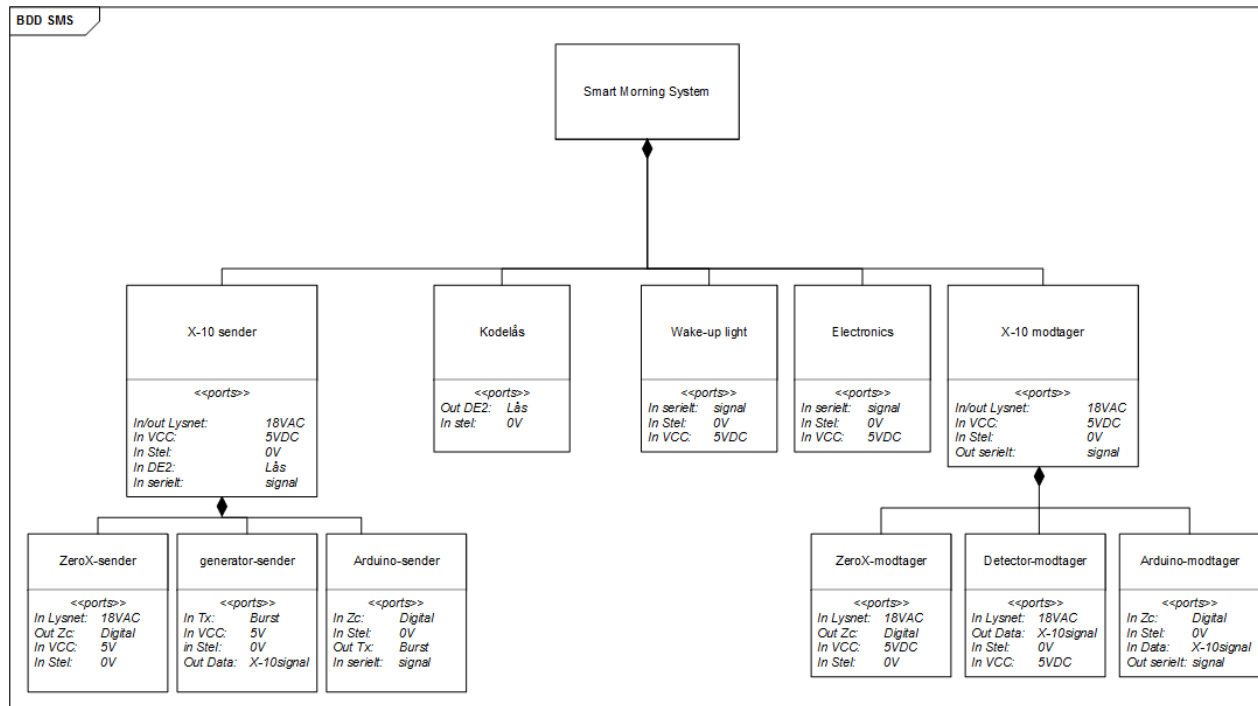 BDD SMS
Smart Morning System
X-10 sender
<<ports>>
In/out Lysnet: 18VAC
In VCC: 5VDC
In Stel: 0V
In DE2: Lås
In serielt: signal
Kodelås
<<ports>>
Out DE2: Lås
In stel: 0V
Wake-up light
<<ports>>
In serielt: signal
In Stel: 0V
In VCC: 5VDC
Electronics
<<ports>>
In serielt: signal
In Stel: 0V
In VCC: 5VDC
X-10 modtager
<<ports>>
In/out Lysnet: 18VAC
In VCC: 5VDC
In Stel: 0V
Out serielt: signal
ZeroX-sender
<<ports>>
In Lysnet: 18VAC
Out Zc: Digital
In VCC: 5V
In Stel: 0V
generator-sender
<<ports>>
In Tx: Burst
In VCC: 5V
in Stel: 0V
Out Data: X-10signal
Arduino-sender
<<ports>>
In Zc: Digital
In Stel: 0V
Out Tx: Burst
In serielt: signal
ZeroX-modtager
<<ports>>
In Lysnet: 18VAC
Out Zc: Digital
In VCC: 5VDC
In Stel: 0V
Detector-modtager
<<ports>>
In Lysnet: 18VAC
Out Data: X-10signal
In Stel: 0V
In VCC: 5VDC
Arduino-modtager
<<ports>>
In Zc: Digital
In Stel: 0V
In Data: X-10signal
Out serielt: signal